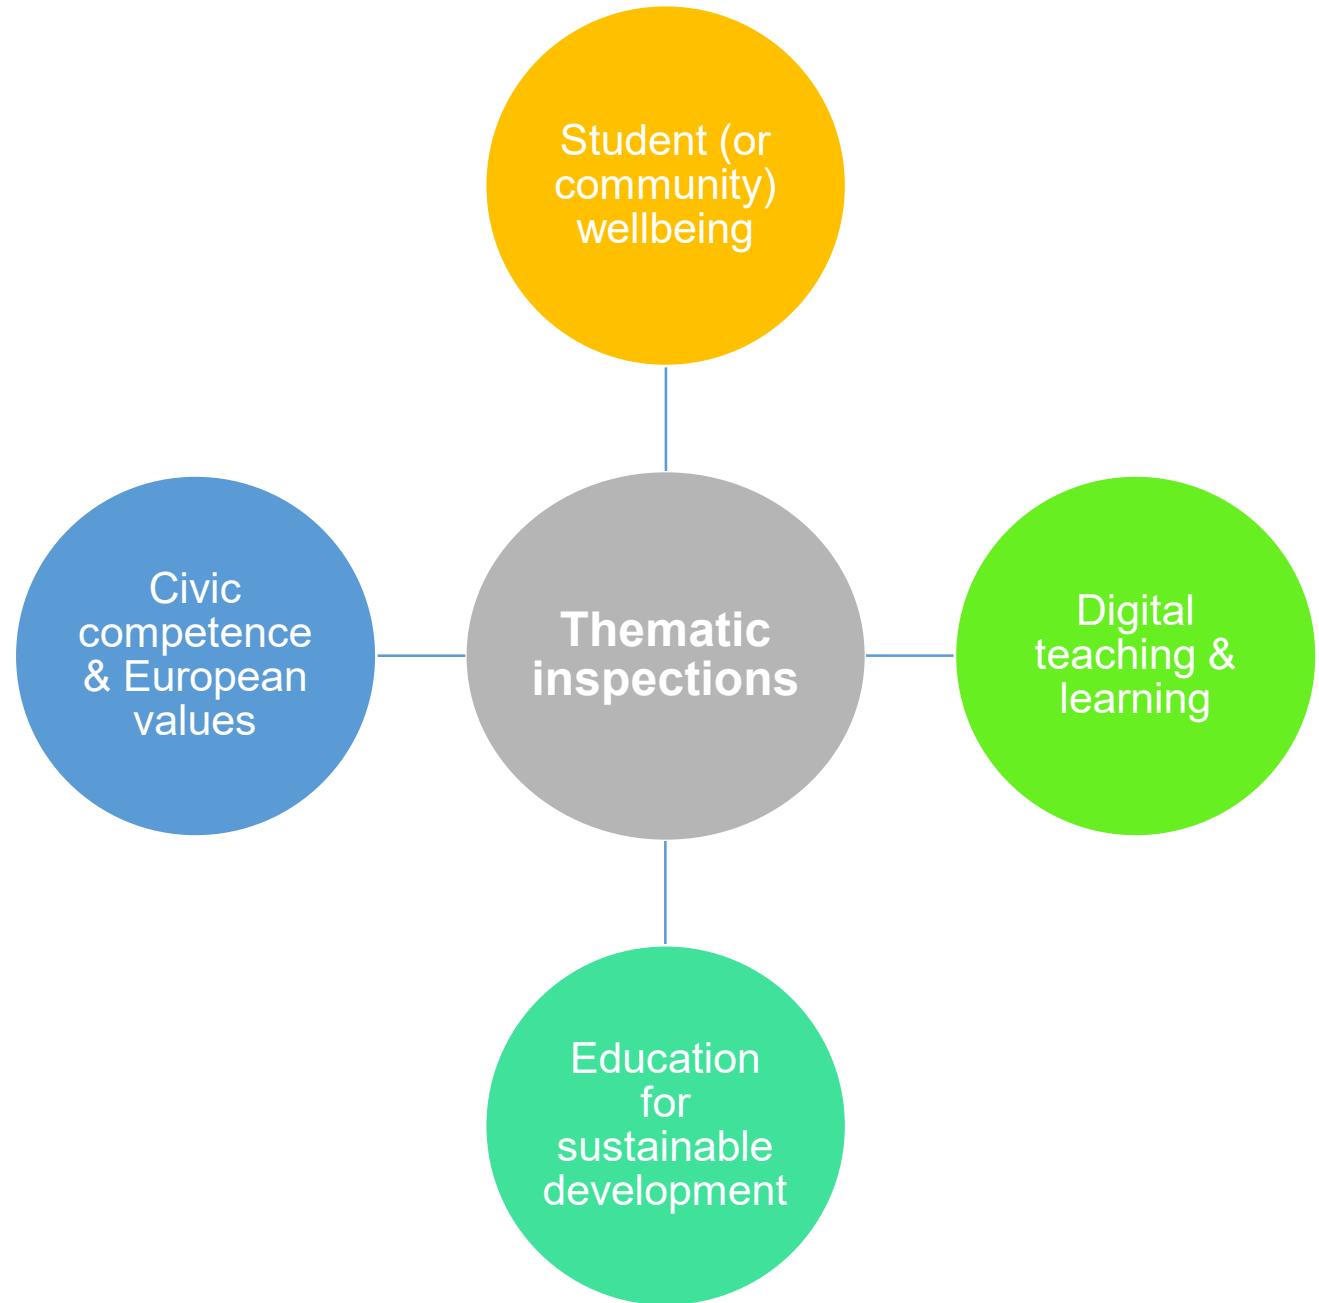 Student (or
community)
wellbeing
Civic
competence
& European
values
Thematic
inspections
Digital
teaching &
learning
Education
for
sustainable
development